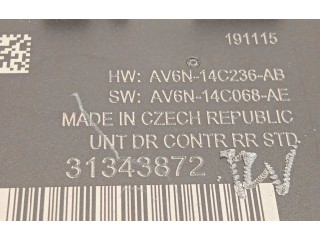 191115
HW: AV6N-14C236-AB
SW: AV6N-14C068-AE
MADE IN CZECH REPUBLIC
UNT DR CONTR RR STD
31343872